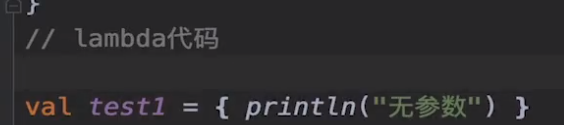 }
// lambda代码
val test1 = { println("无参数") }